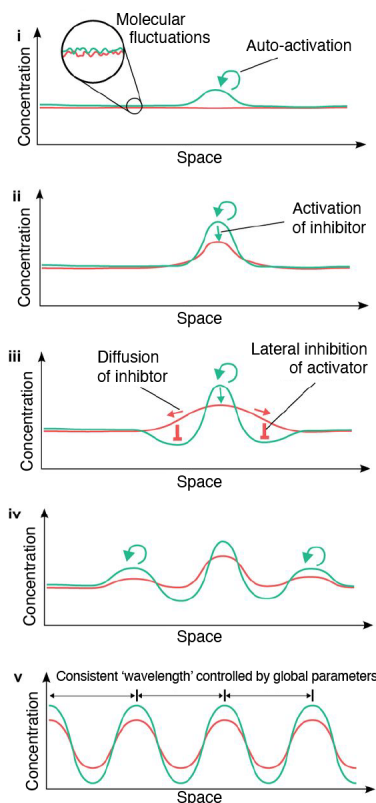 Molecular
fluctuations
i
Auto-activation
Concentration
Space
ii
Activation
of inhibitor
Concentration
Space
iii
Diffusion
of inhibtor
Lateral inhibition
of activator
Concentration
Space
iv
Concentration
Space
v
Consistent ‘wavelength’ controlled by global parameters
Concentration
Space